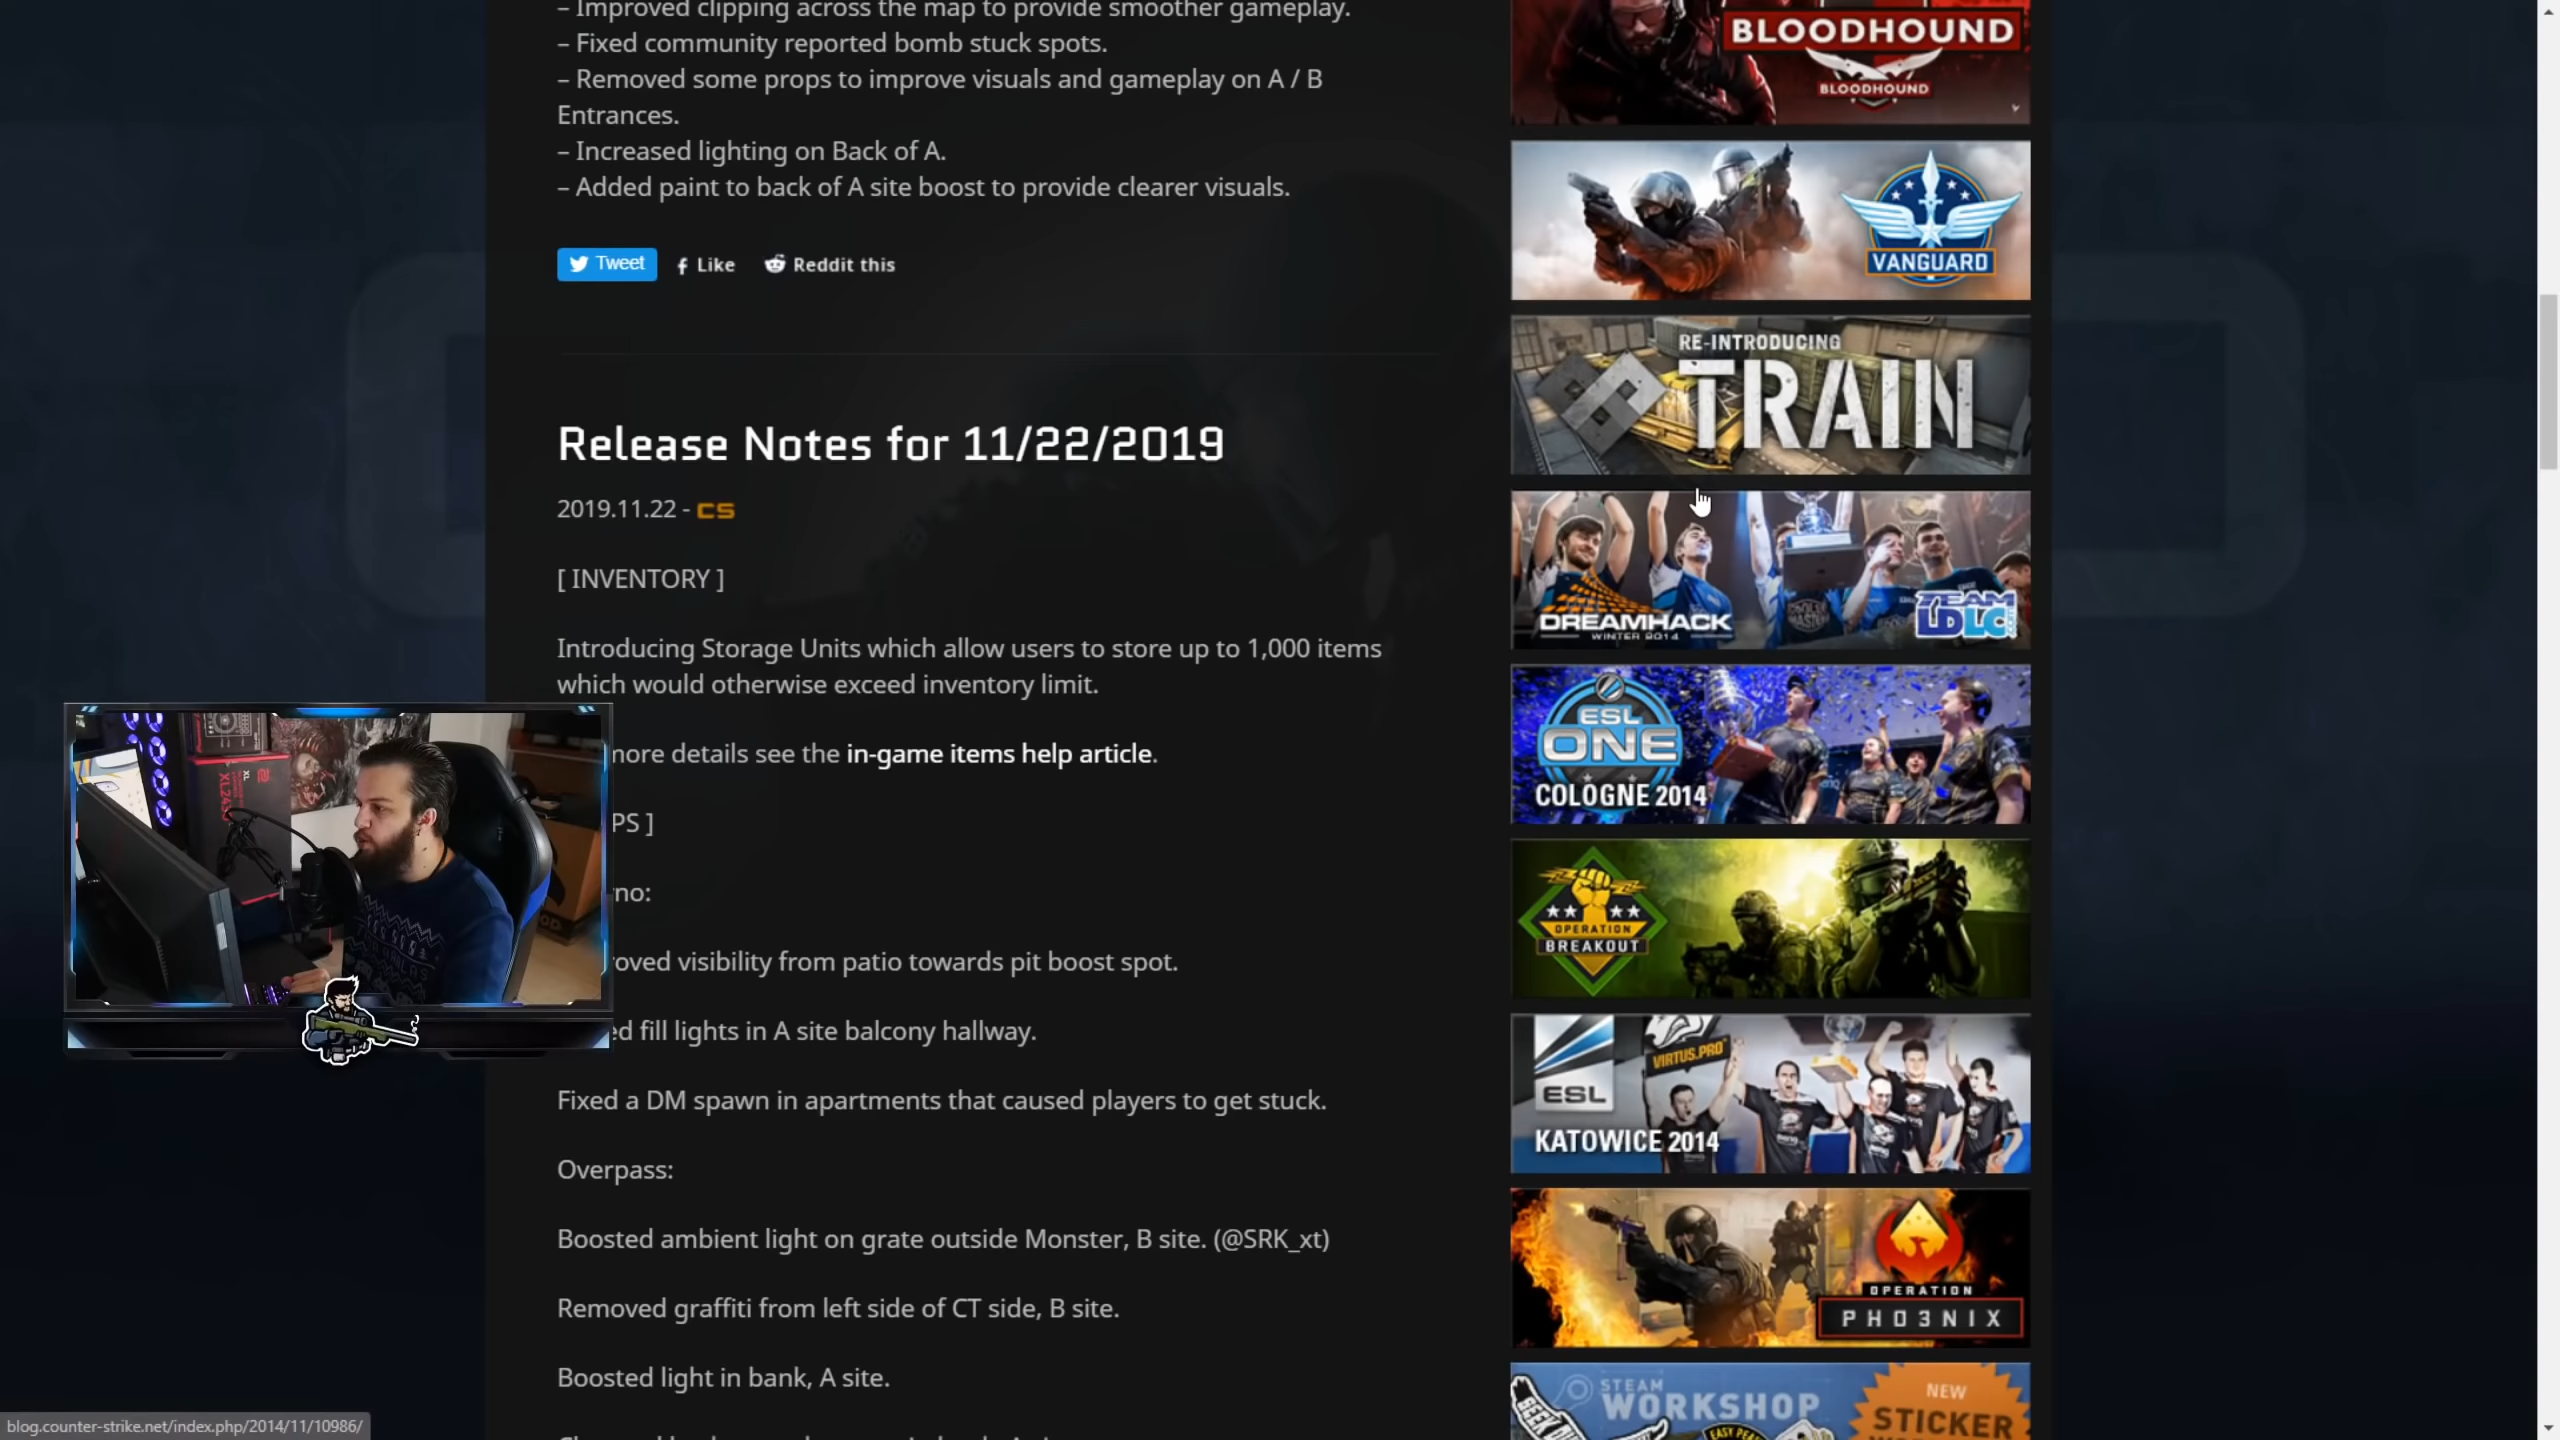 – Improved clipping across the map to provide smoother gameplay.
– Fixed community reported bomb stuck spots.
– Removed some props to improve visuals and gameplay on A / B
Entrances.
– Increased lighting on Back of A.
– Added paint to back of A site boost to provide clearer visuals.
Tweet
Like
Reddit this
Release Notes for 11/22/2019
2019.11.22 - CS
[ INVENTORY ]
Introducing Storage Units which allow users to store up to 1,000 items
which would otherwise exceed inventory limit.
more details see the in-game items help article.
PS ]
no:
oved visibility from patio towards pit boost spot.
ed fill lights in A site balcony hallway.
Fixed a DM spawn in apartments that caused players to get stuck.
Overpass:
Boosted ambient light on grate outside Monster, B site. (@SRK_xt)
Removed graffiti from left side of CT side, B site.
Boosted light in bank, A site.
BLOODHOUND
BLOODHOUND
VANGUARD
RE-INTRODUCING
TRAIN
DREAMHACK
WINTER 2014
TEAM
LDLC
ESL
ONE
COLOGNE 2014
OPERATION
BREAKOUT
VIRTUS.PRO
ESL
KATOWICE 2014
OPERATION
PHO3NIX
STEAM
WORKSHOP
NEW
STICKER
blog.counter-strike.net/index.php/2014/11/10986/